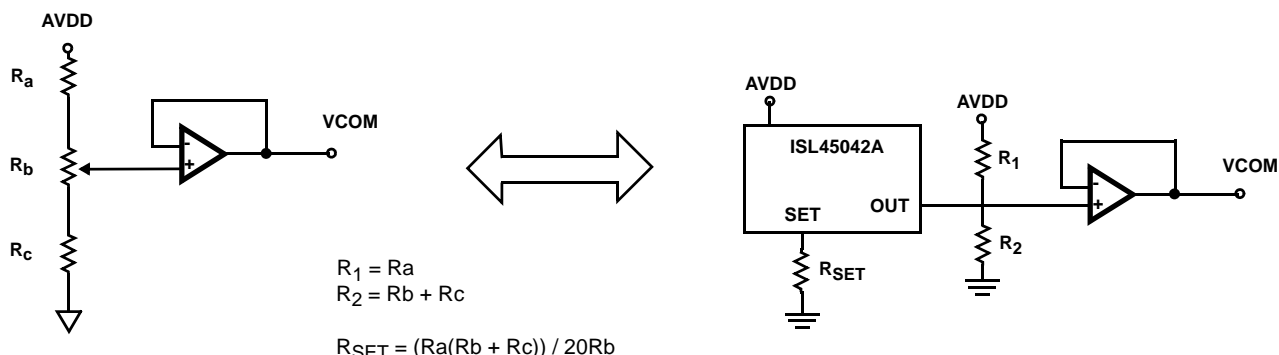 AVDD
Ra
Rb
Rc
-
+
VCOM
R1 = Ra
R2 = Rb + Rc
RSET = (Ra(Rb + Rc)) / 20Rb
AVDD
ISL45042A
SET
OUT
RSET
AVDD
R1
R2
-
+
VCOM